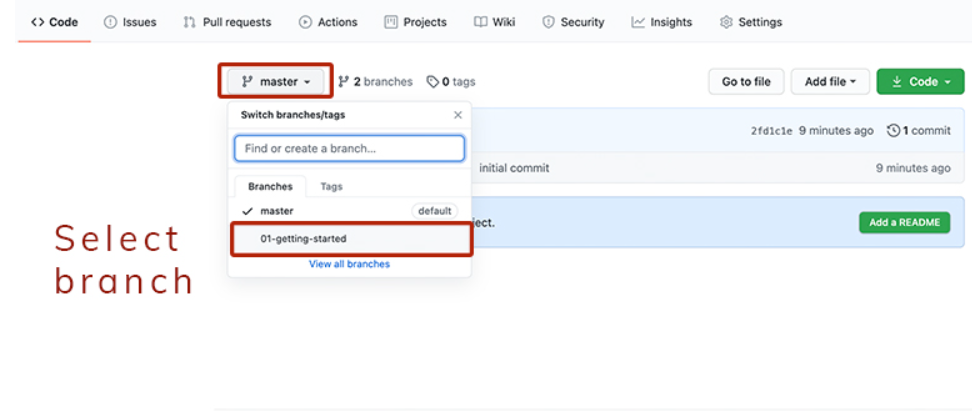 Code Issues Pull requests Actions Projects Wiki Security Insights Settings
master 2 branches 0 tags Go to file Add file Code
Switch branches/tags
2fd1c1e 9 minutes ago 1 commit
Find or create a branch...
initial commit 9 minutes ago
Branches Tags
master default
ject. Add a README
01-getting-started
View all branches
Select
branch